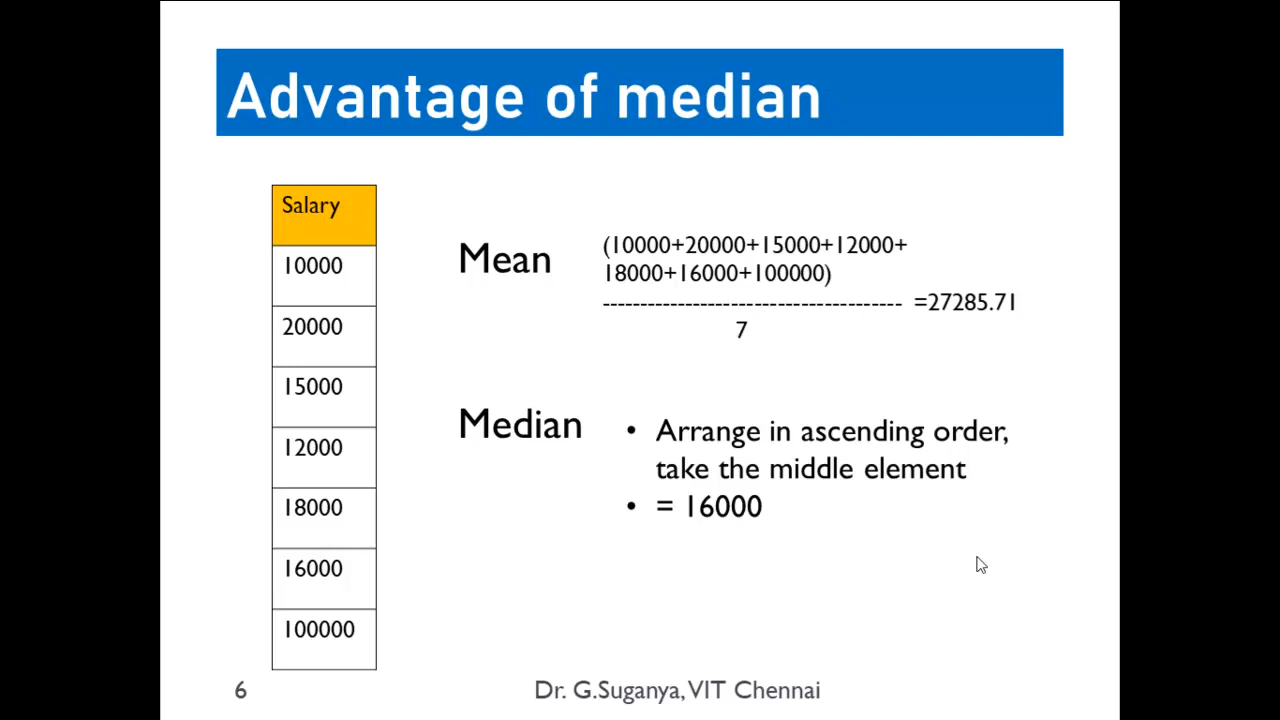 Advantage of median
Salary
10000
20000
15000
12000
18000
16000
100000
Mean
(10000+20000+15000+12000+
18000+16000+100000)
--------------------------------------- =27285.71
7
Median
• Arrange in ascending order,
take the middle element
• = 16000
6
Dr. G.Suganya, VIT Chennai